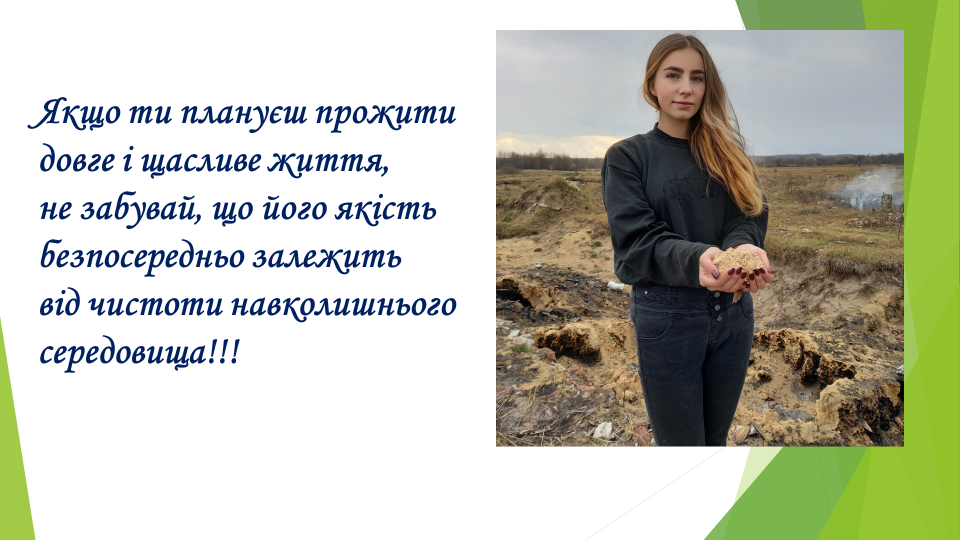 Якщо ти плануєш прожити
довге і щасливе життя,
не забувай, що його якість
безпосередньо залежить
від чистоти навколишнього
середовища!!!